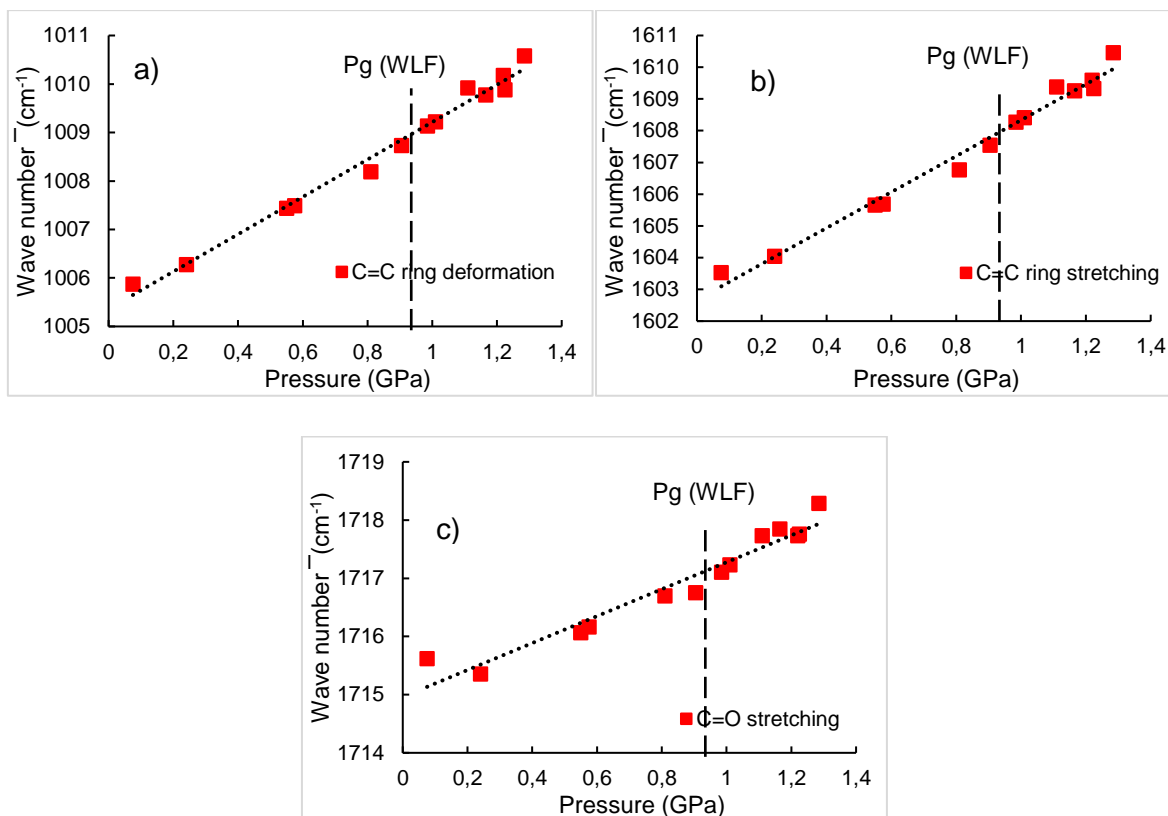 a)
Pg (WLF)
Wave number ¯ (cm-1)
1011
1010
1009
1008
1007
1006
1005
C=C ring deformation
0 0,2 0,4 0,6 0,8 1 1,2 1,4
Pressure (GPa)
b)
Pg (WLF)
Wave number ¯ (cm-1)
1611
1610
1609
1608
1607
1606
1605
1604
1603
1602
C=C ring stretching
0 0,2 0,4 0,6 0,8 1 1,2 1,4
Pressure (GPa)
c)
Pg (WLF)
Wave number ¯ (cm-1)
1719
1718
1717
1716
1715
1714
C=O stretching
0 0,2 0,4 0,6 0,8 1 1,2 1,4
Pressure (GPa)